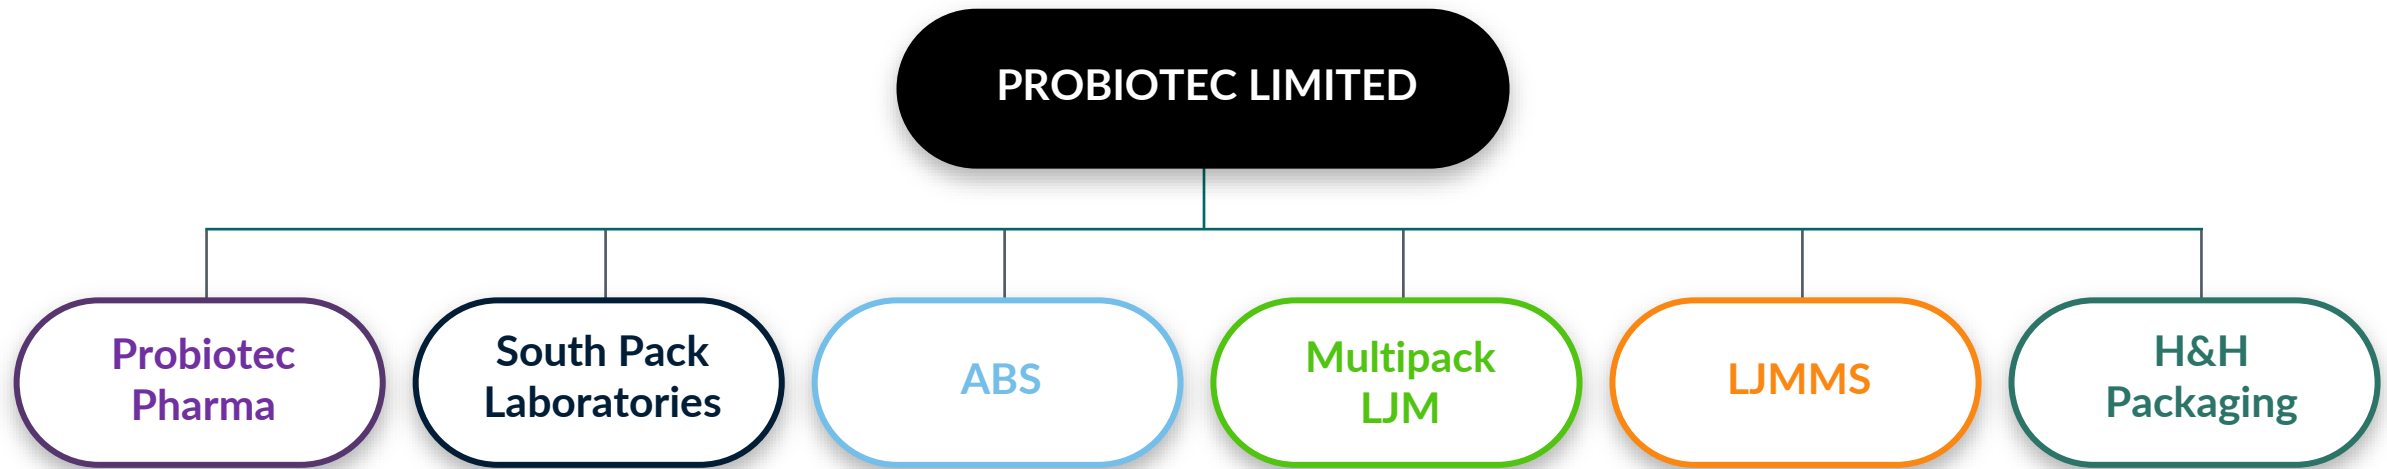 PROBIOTEC LIMITED
Probiotec
Pharma
South Pack
Laboratories
ABS
Multipack
LJM
LJMMS
H&H
Packaging